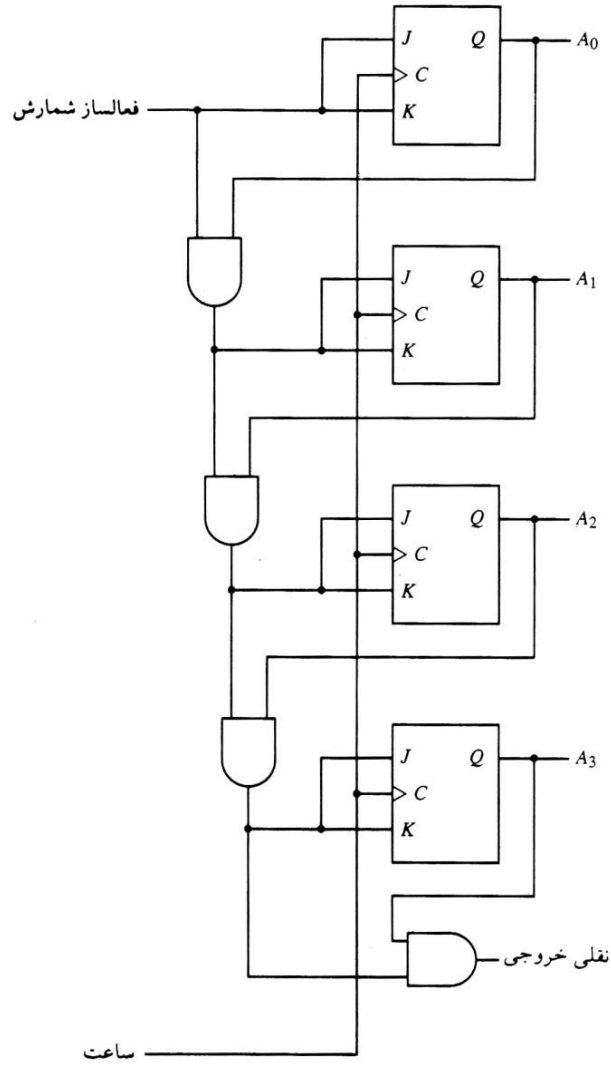 J Q A0
C
فعالساز شمارش
K
J Q A1
C
K
J Q A2
C
K
J Q A3
C
K
نقلی خروجی
ساعت